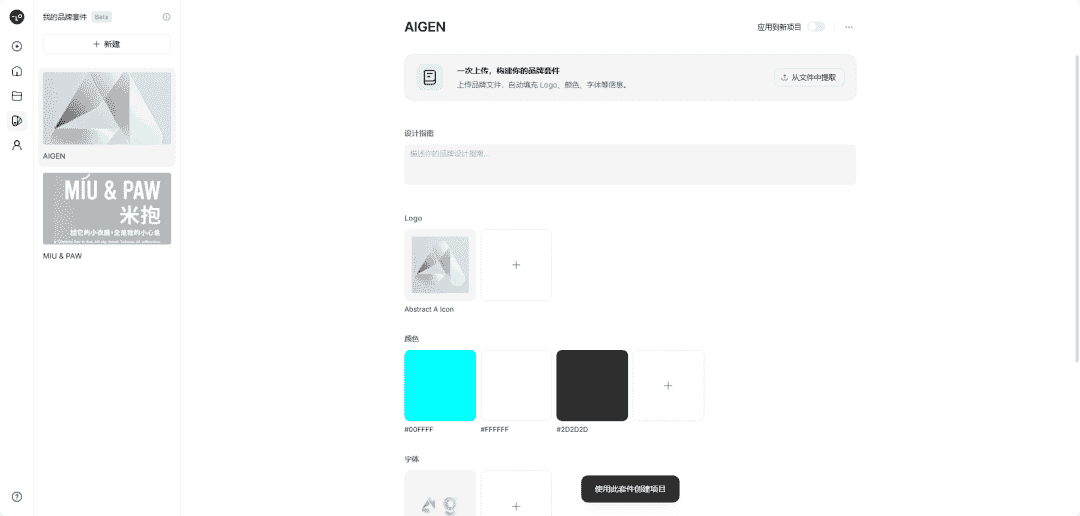 我的品牌套件 Beta
+ 新建
AIGEN
MIU & PAW
米抱
MIU & PAW
AIGEN
应用到新项目
一次上传，构建你的品牌套件
上传品牌文件，自动填充 Logo、颜色、字体等信息。
从文件中提取
设计指南
描述你的品牌设计指南...
Logo
Abstract A Icon
颜色
#00FFFF
#FFFFFF
#2D2D2D
字体
Ag
使用此套件创建项目